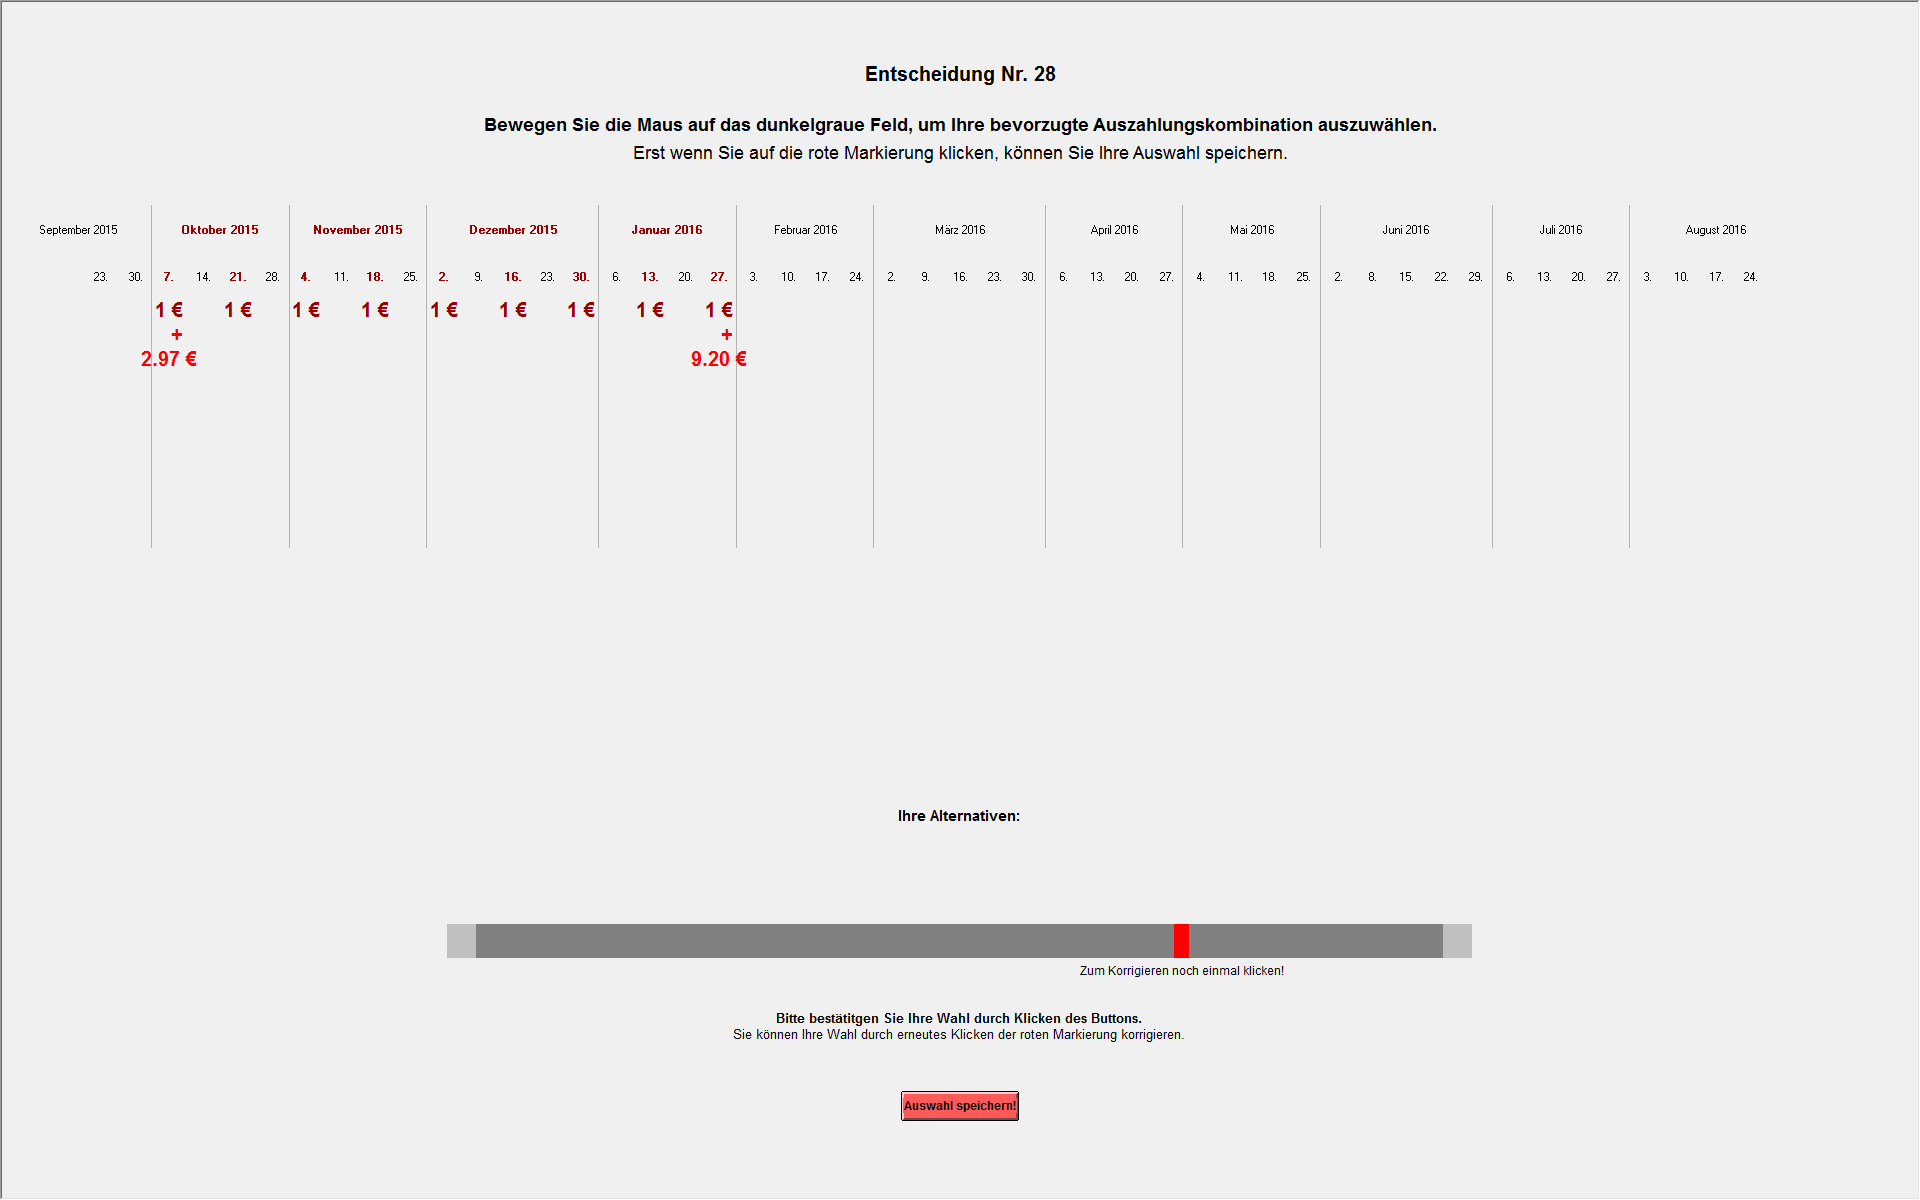 Entscheidung Nr. 28
Bewegen Sie die Maus auf das dunkelgraue Feld, um Ihre bevorzugte Auszahlungskombination auszuwählen.
Erst wenn Sie auf die rote Markierung klicken, können Sie Ihre Auswahl speichern.
September 2015 Oktober 2015 November 2015 Dezember 2015 Januar 2016 Februar 2016 März 2016 April 2016 Mai 2016 Juni 2016 Juli 2016 August 2016
23. 30. 7. 14. 21. 28. 4. 11. 18. 25. 2. 9. 16. 23. 30. 6. 13. 20. 27. 3. 10. 17. 24. 2. 9. 16. 23. 30. 6. 13. 20. 27. 4. 11. 18. 25. 2. 8. 15. 22. 29. 6. 13. 20. 27. 3. 10. 17. 24.
1 € 1 € 1 € 1 € 1 € 1 € 1 € 1 € 1 €
+ +
2.97 € 9.20 €
Ihre Alternativen:
Zum Korrigieren noch einmal klicken!
Bitte bestätitgen Sie Ihre Wahl durch Klicken des Buttons.
Sie können Ihre Wahl durch erneutes Klicken der roten Markierung korrigieren.
Auswahl speichern!